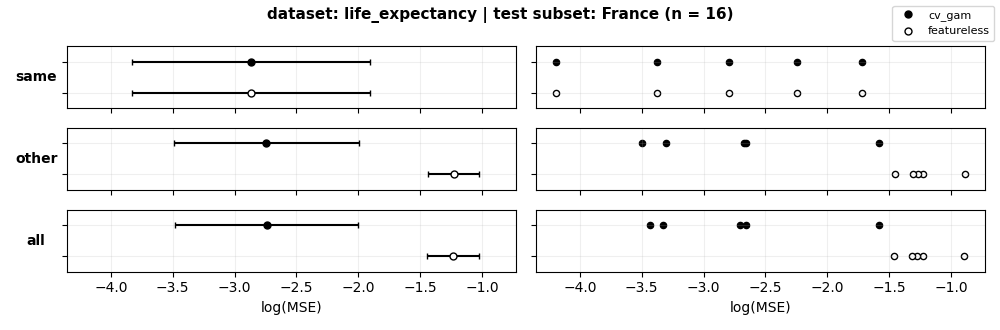 dataset: life_expectancy | test subset: France (n = 16)
cv_gam
featureless
same
other
all
−4.0 −3.5 −3.0 −2.5 −2.0 −1.5 −1.0
−4.0 −3.5 −3.0 −2.5 −2.0 −1.5 −1.0
log(MSE)
log(MSE)